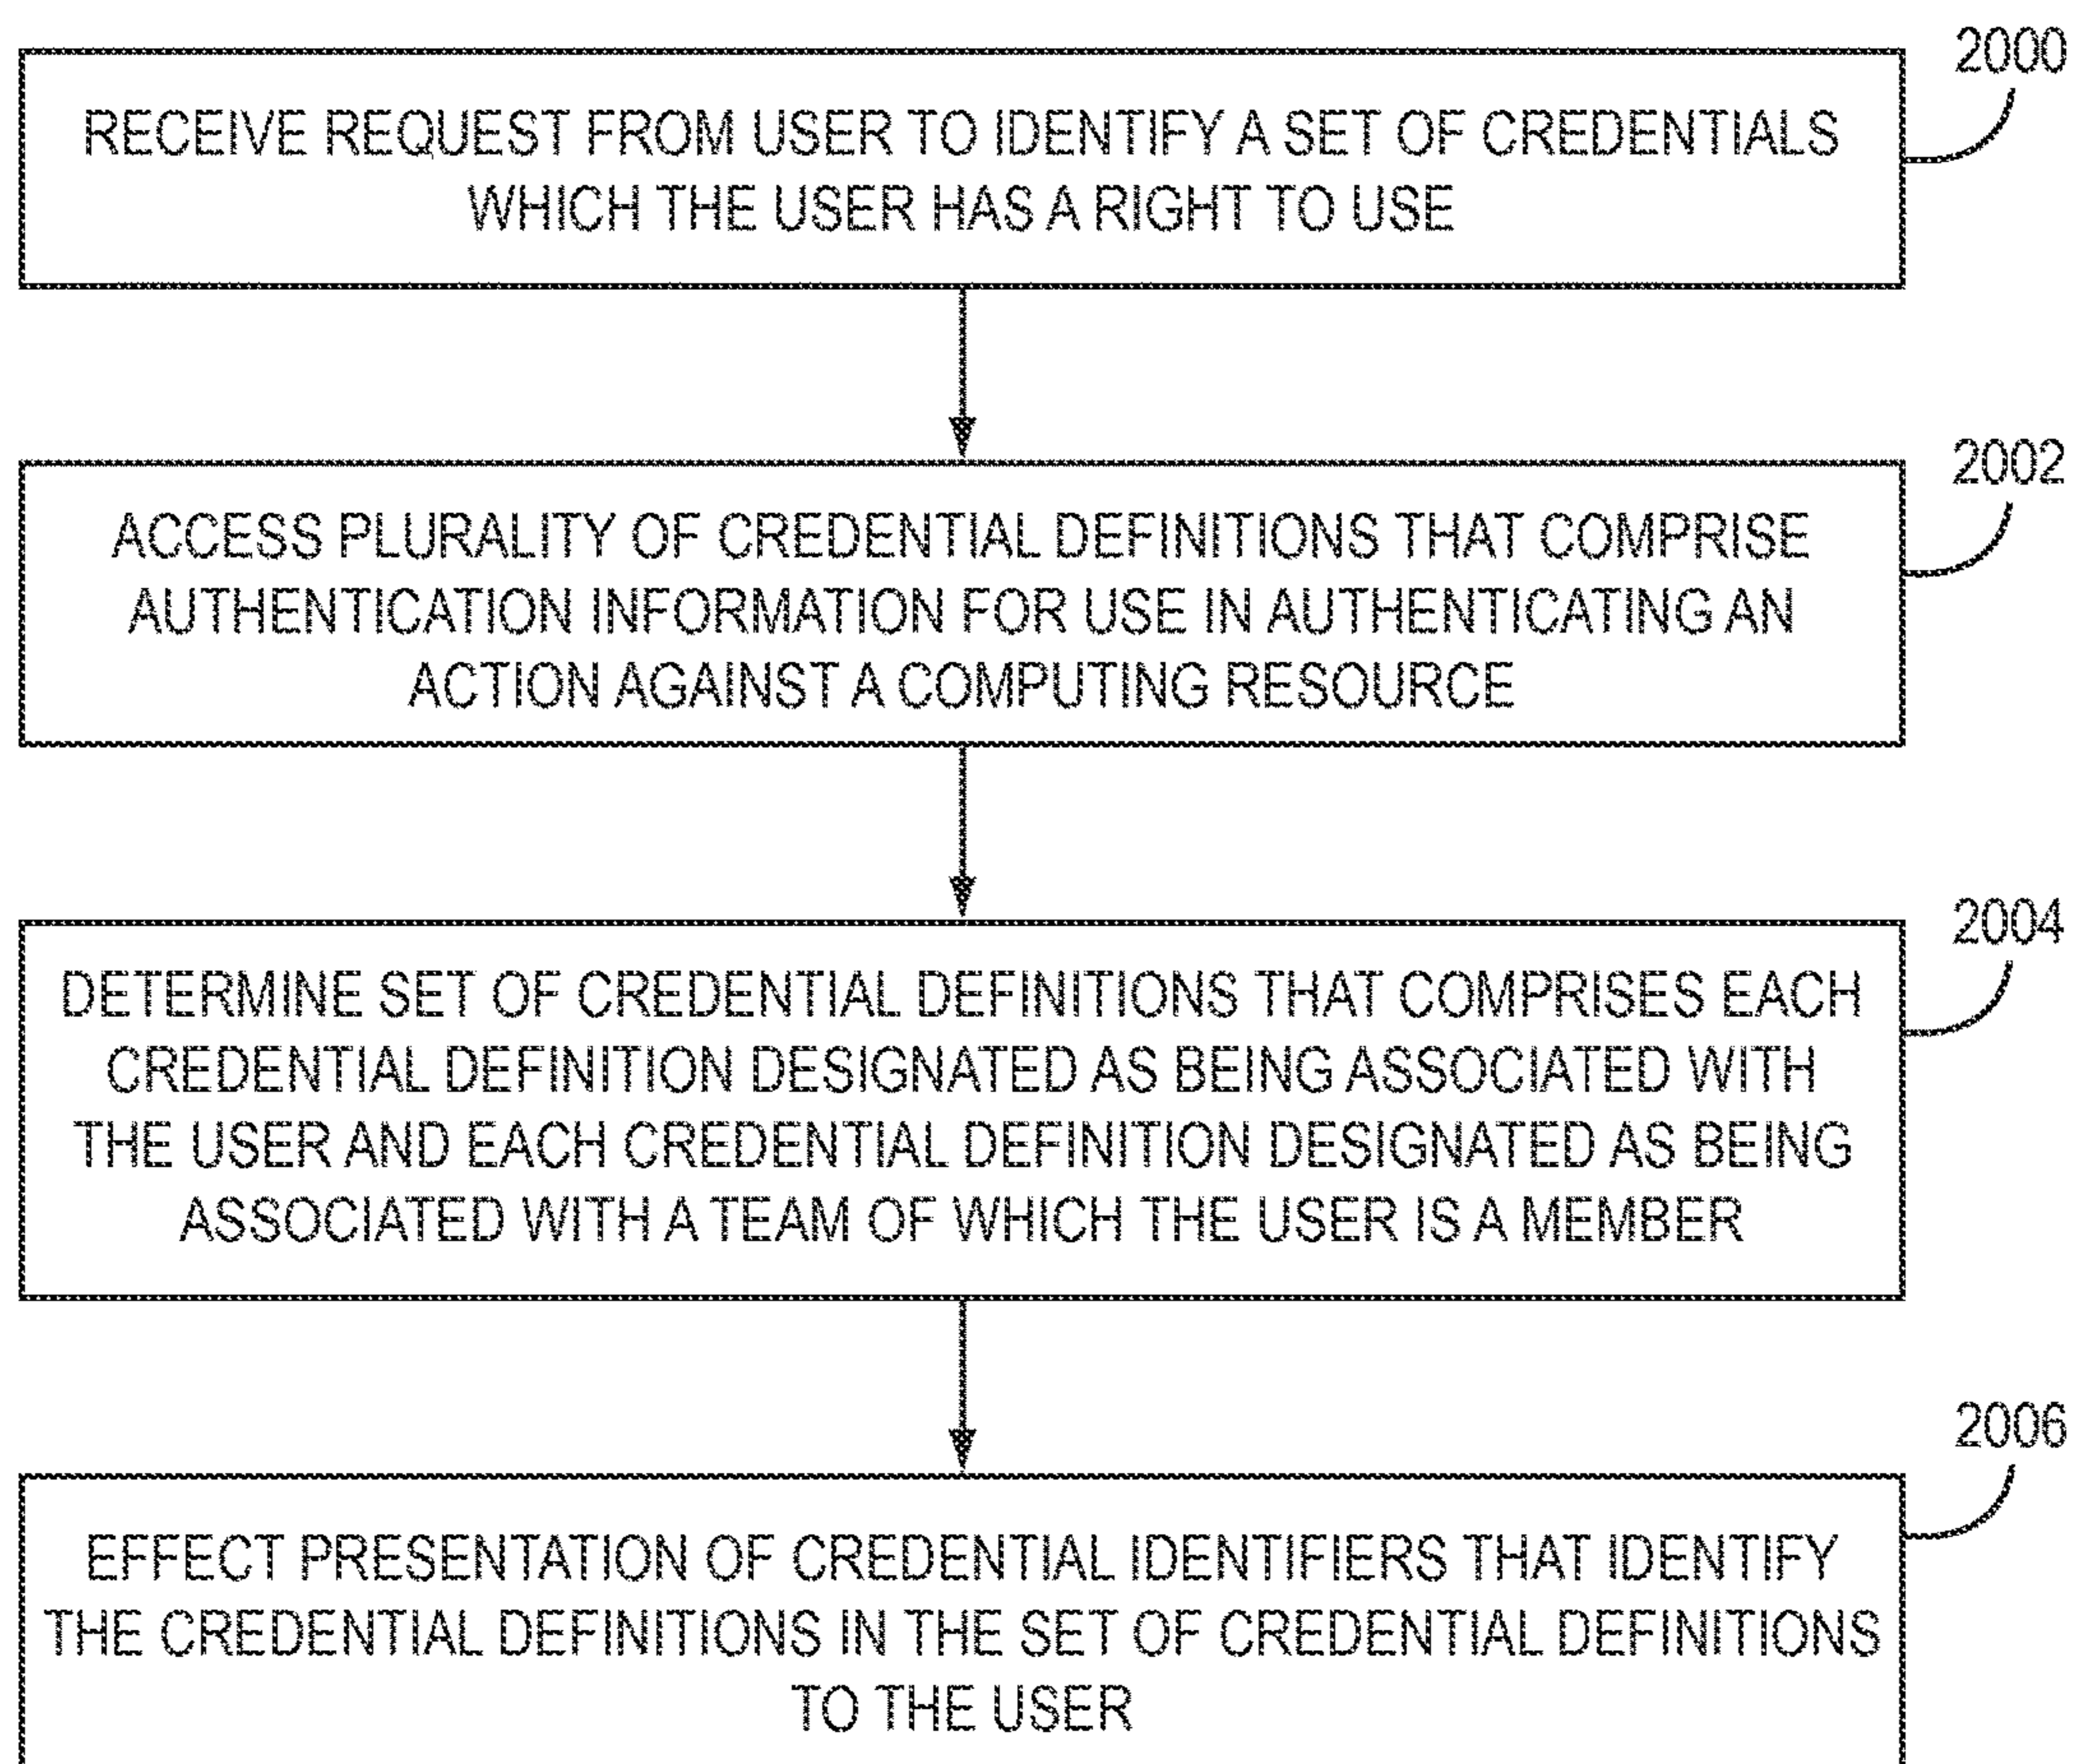 2000
RECEIVE REQUEST FROM USER TO IDENTIFY A SET OF CREDENTIALS
WHICH THE USER HAS A RIGHT TO USE
2002
ACCESS PLURALITY OF CREDENTIAL DEFINITIONS THAT COMPRISE
AUTHENTICATION INFORMATION FOR USE IN AUTHENTICATING AN
ACTION AGAINST A COMPUTING RESOURCE
2004
DETERMINE SET OF CREDENTIAL DEFINITIONS THAT COMPRISES EACH
CREDENTIAL DEFINITION DESIGNATED AS BEING ASSOCIATED WITH
THE USER AND EACH CREDENTIAL DEFINITION DESIGNATED AS BEING
ASSOCIATED WITH A TEAM OF WHICH THE USER IS A MEMBER
2006
EFFECT PRESENTATION OF CREDENTIAL IDENTIFIERS THAT IDENTIFY
THE CREDENTIAL DEFINITIONS IN THE SET OF CREDENTIAL DEFINITIONS
TO THE USER